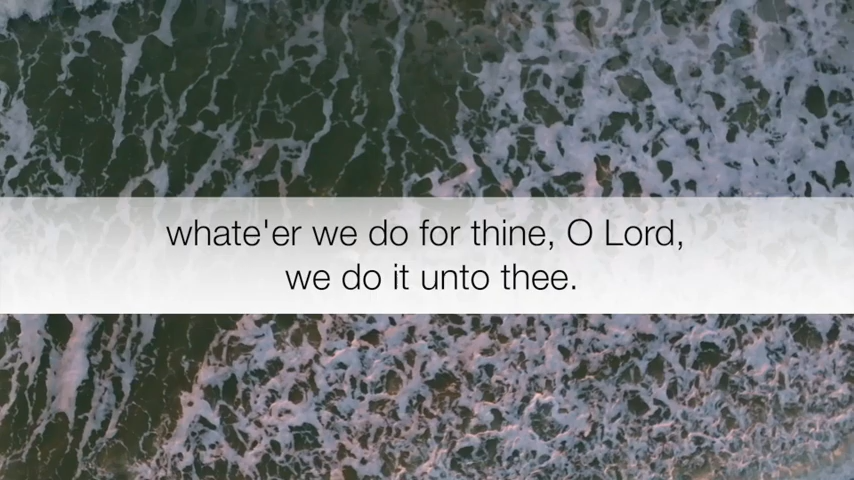 whate'er we do for thine, O Lord,
we do it unto thee.